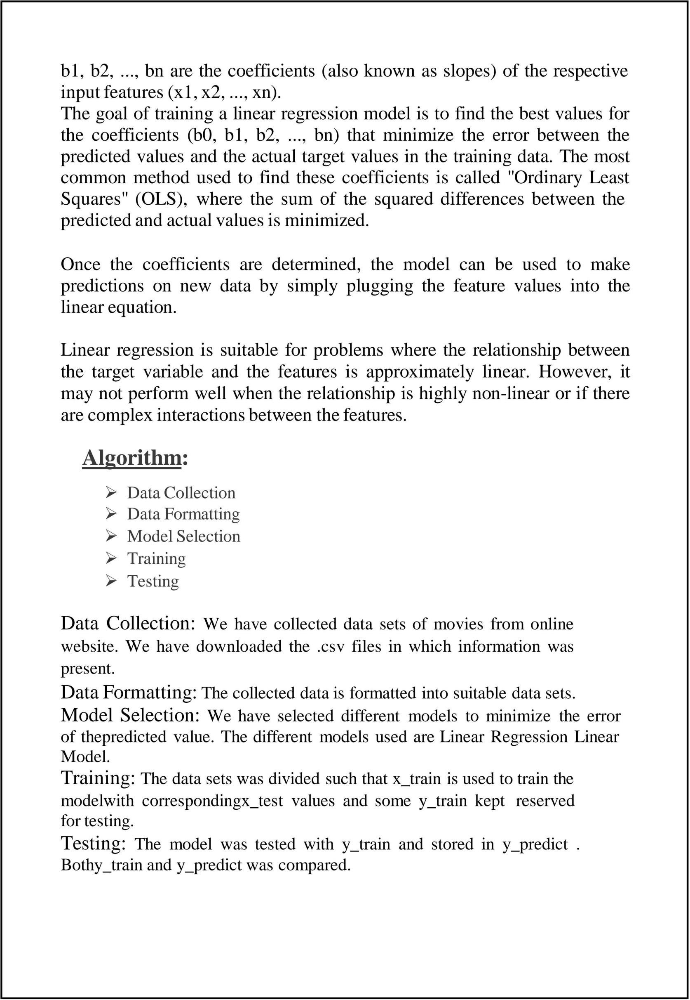 b1, b2, ..., bn are the coefficients (also known as slopes) of the respective
input features (x1, x2, ..., xn).
The goal of training a linear regression model is to find the best values for
the coefficients (b0, b1, b2, ..., bn) that minimize the error between the
predicted values and the actual target values in the training data. The most
common method used to find these coefficients is called "Ordinary Least
Squares" (OLS), where the sum of the squared differences between the
predicted and actual values is minimized.
Once the coefficients are determined, the model can be used to make
predictions on new data by simply plugging the feature values into the
linear equation.
Linear regression is suitable for problems where the relationship between
the target variable and the features is approximately linear. However, it
may not perform well when the relationship is highly non-linear or if there
are complex interactions between the features.
Algorithm:
➢ Data Collection
➢ Data Formatting
➢ Model Selection
➢ Training
➢ Testing
Data Collection: We have collected data sets of movies from online
website. We have downloaded the .csv files in which information was
present.
Data Formatting: The collected data is formatted into suitable data sets.
Model Selection: We have selected different models to minimize the error
of thepredicted value. The different models used are Linear Regression Linear
Model.
Training: The data sets was divided such that x_train is used to train the
modelwith correspondingx_test values and some y_train kept reserved
for testing.
Testing: The model was tested with y_train and stored in y_predict .
Bothy_train and y_predict was compared.